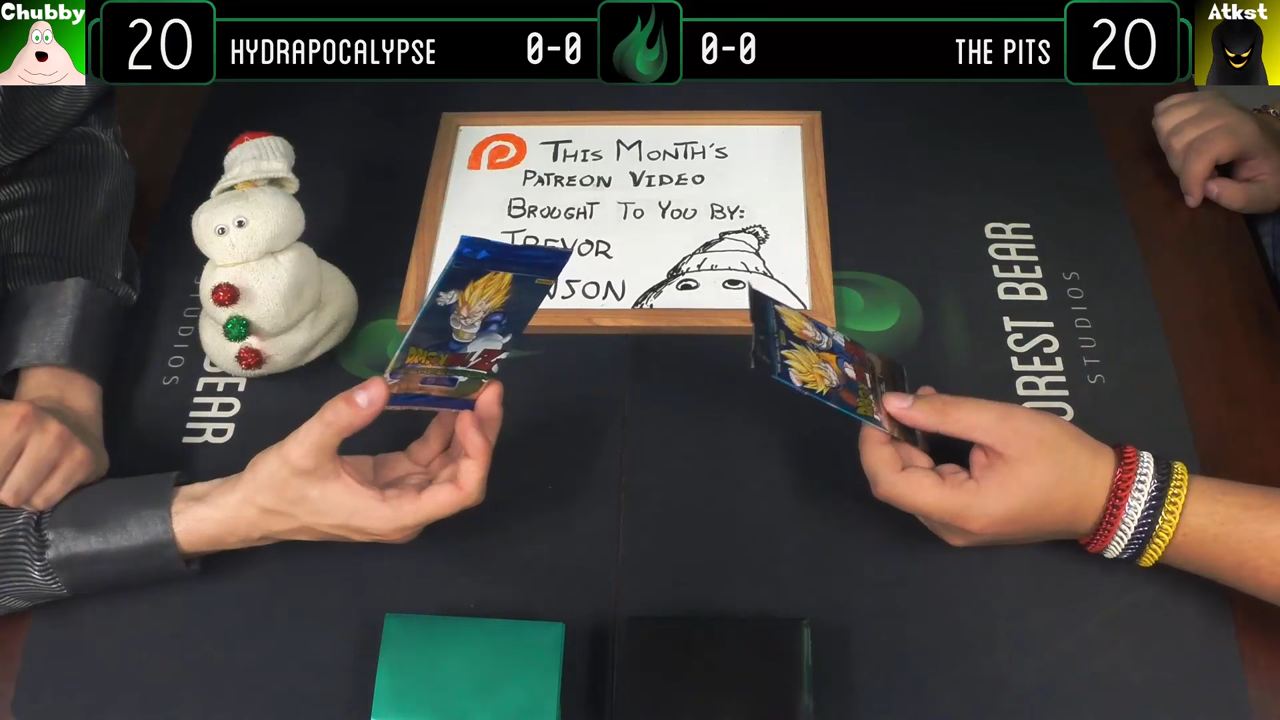 Chubby
20
HYDRAPOCALYPSE
0-0
0-0
THE PITS
20
Atkst
THIS MONTH'S
PATREON VIDEO
BROUGHT TO YOU BY:
STUDIOS
BEAR
FOREST BEAR
STUDIOS